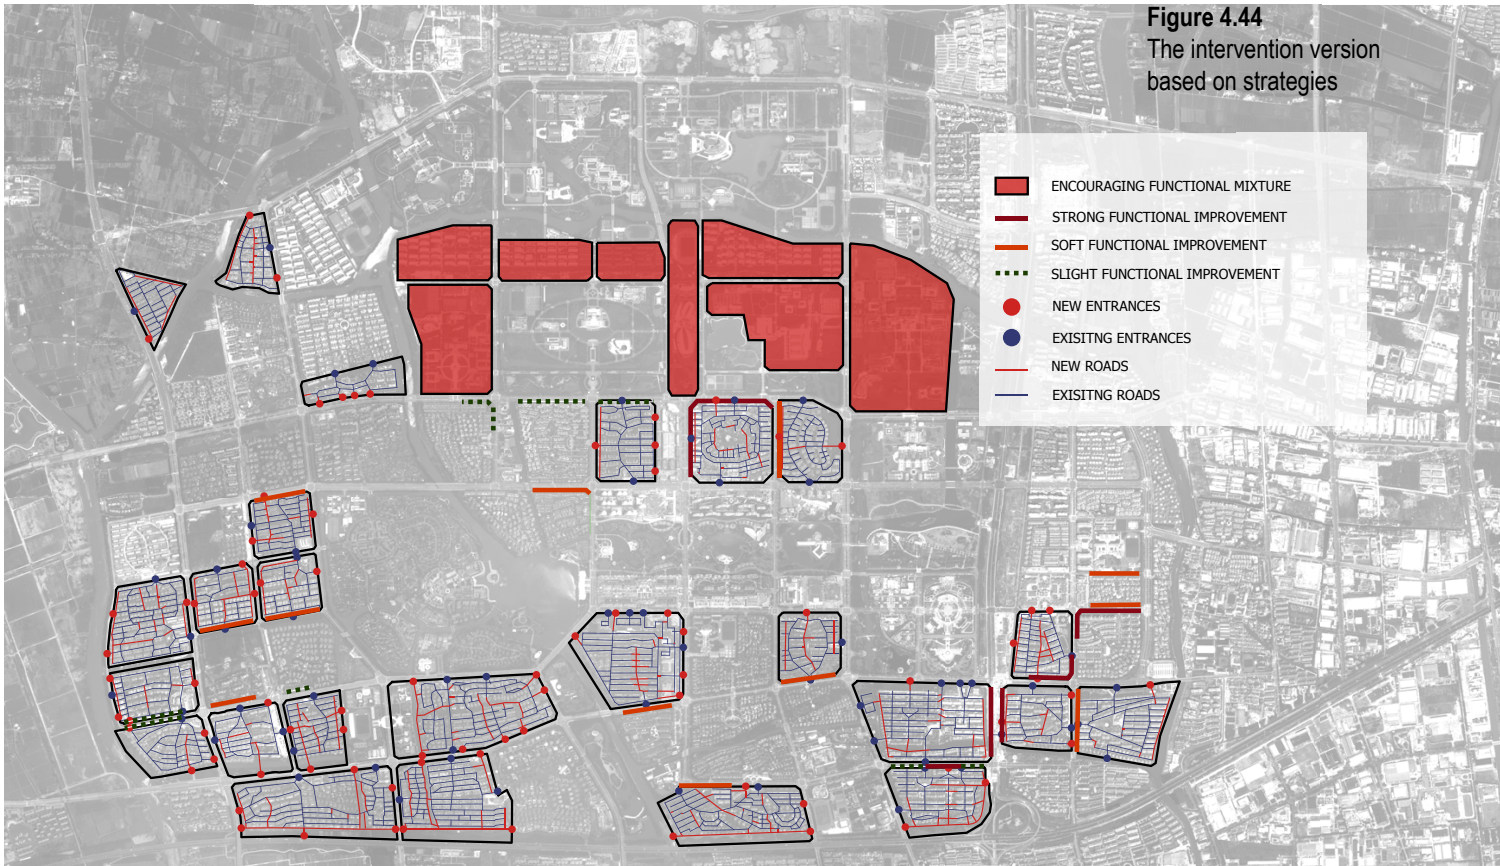 Figure 4.44
The intervention version
based on strategies
ENCOURAGING FUNCTIONAL MIXTURE
STRONG FUNCTIONAL IMPROVEMENT
SOFT FUNCTIONAL IMPROVEMENT
SLIGHT FUNCTIONAL IMPROVEMENT
NEW ENTRANCES
EXISITNG ENTRANCES
NEW ROADS
EXISITNG ROADS